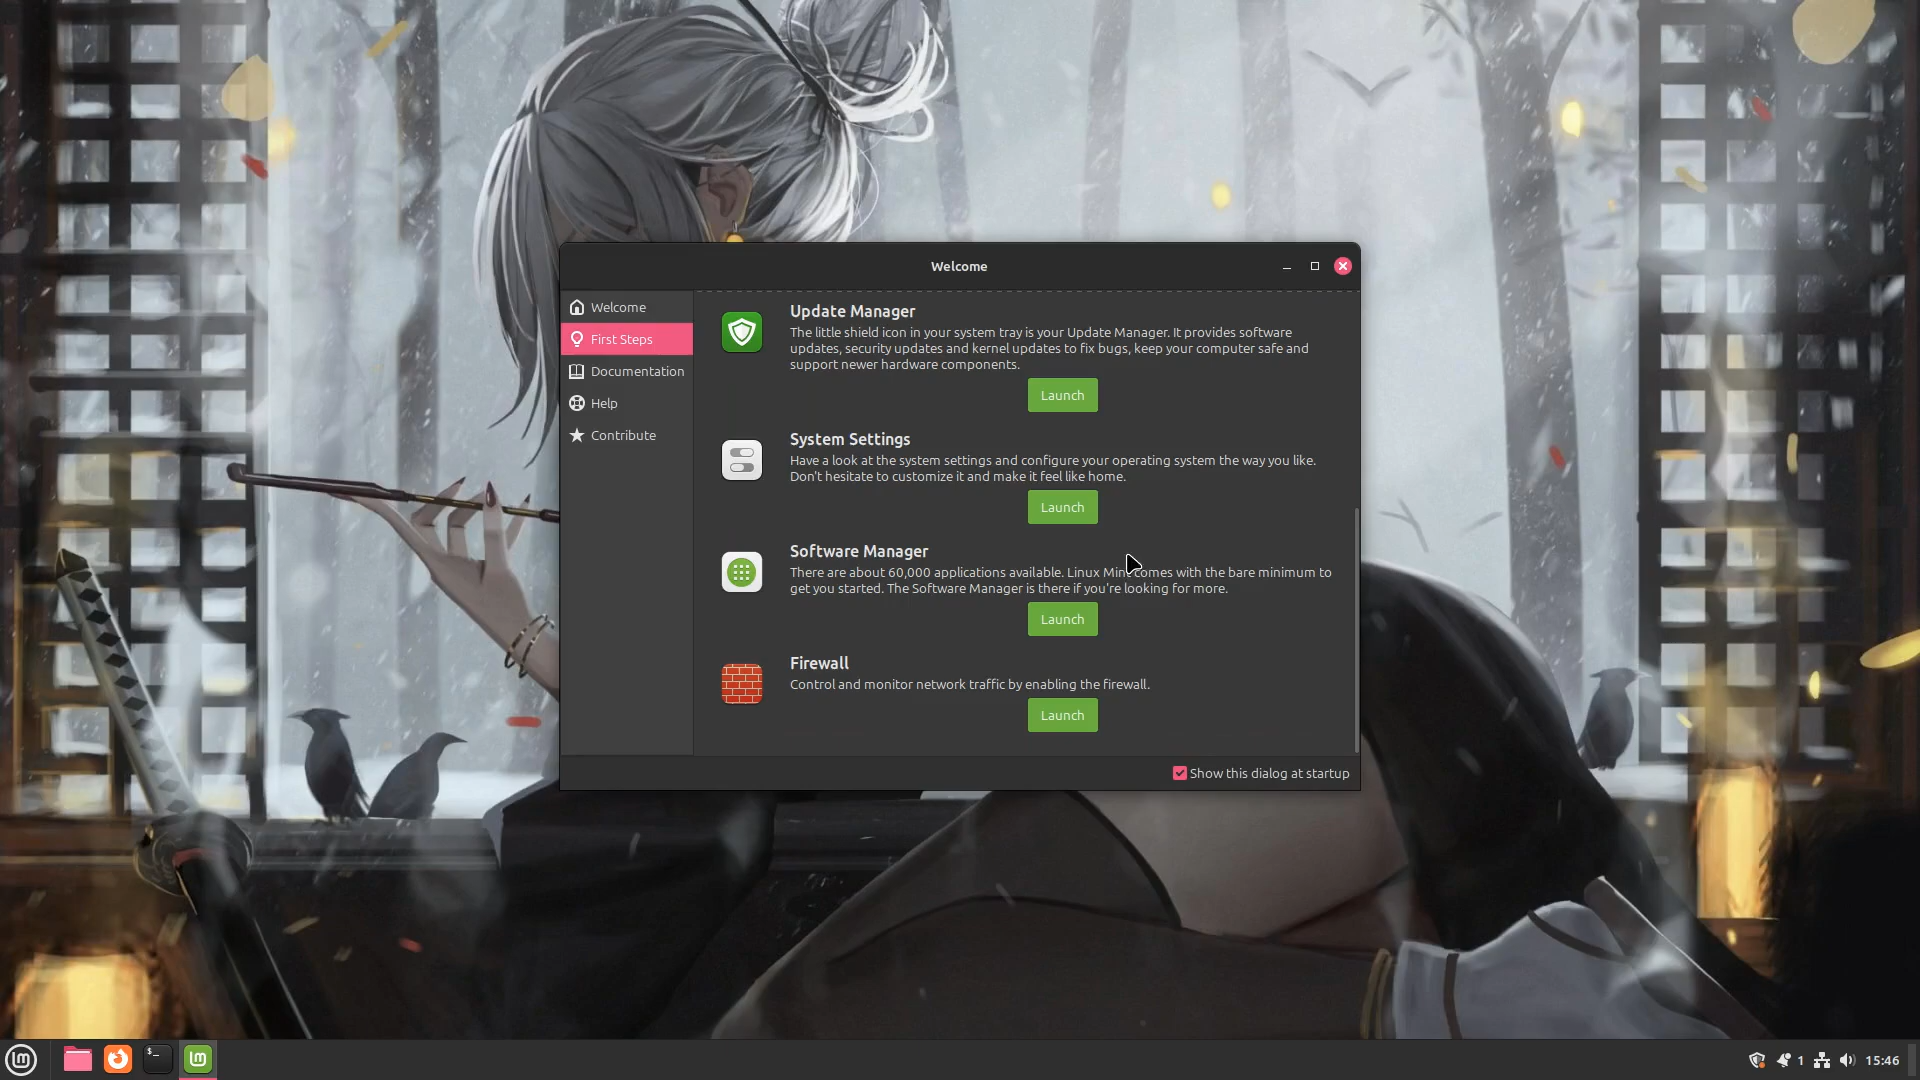 Welcome
Welcome
First Steps
Documentation
Help
Contribute
Update Manager
The little shield icon in your system tray is your Update Manager. It provides software
updates, security updates and kernel updates to fix bugs, keep your computer safe and
support newer hardware components.
Launch
System Settings
Have a look at the system settings and configure your operating system the way you like.
Don't hesitate to customize it and make it feel like home.
Launch
Software Manager
There are about 60,000 applications available. Linux Mint comes with the bare minimum to
get you started. The Software Manager is there if you're looking for more.
Launch
Firewall
Control and monitor network traffic by enabling the firewall.
Launch
Show this dialog at startup
$_
1
15:46